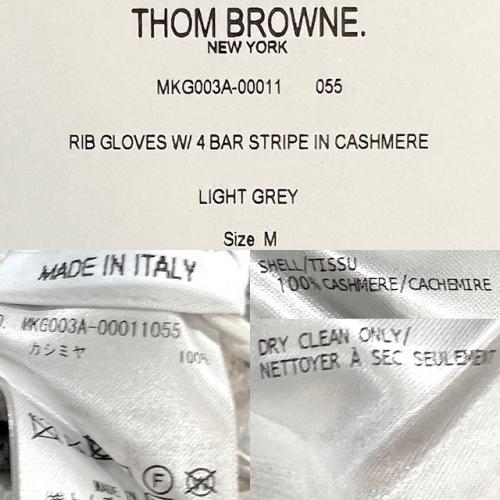 THOM BROWNE.
NEW YORK
MKG003A-00011 055
RIB GLOVES W/ 4 BAR STRIPE IN CASHMERE
LIGHT GREY
Size M
MADE IN ITALY
MKG003A-00011055
カシミヤ 100%
F
MADE IN
SHELL/TISSU
100% CASHMERE/CACHEMIRE
DRY CLEAN ONLY/
NETTOYER À SEC SEULEMENT